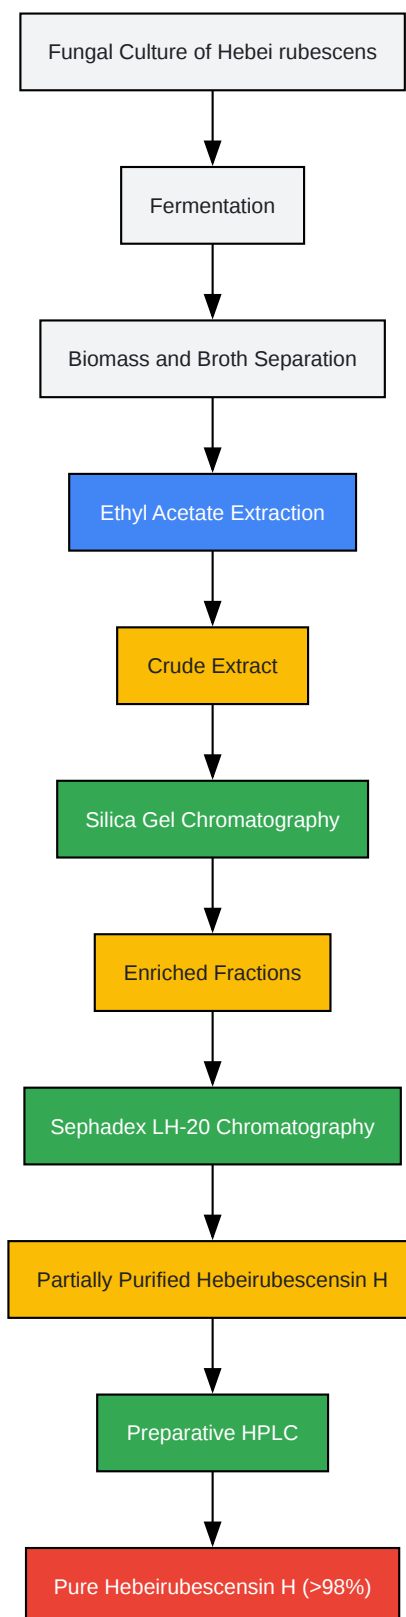 Fungal Culture of Hebei rubescens
Fermentation
Biomass and Broth Separation
Ethyl Acetate Extraction
Crude Extract
Silica Gel Chromatography
Enriched Fractions
Sephadex LH-20 Chromatography
Partially Purified Hebeirubescensin H
Preparative HPLC
Pure Hebeirubescensin H (>98%)